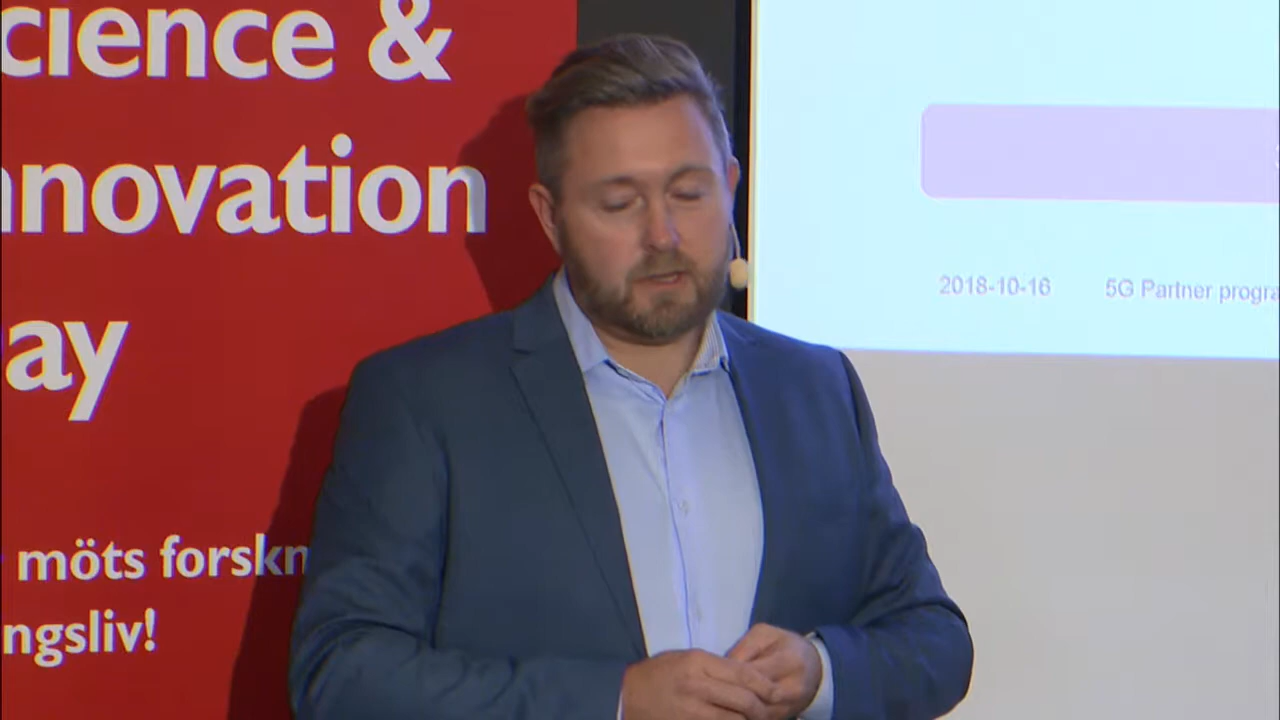 cience &
nnovation
ay
möts forskn
ngsliv!
2018-10-16 5G Partner progra